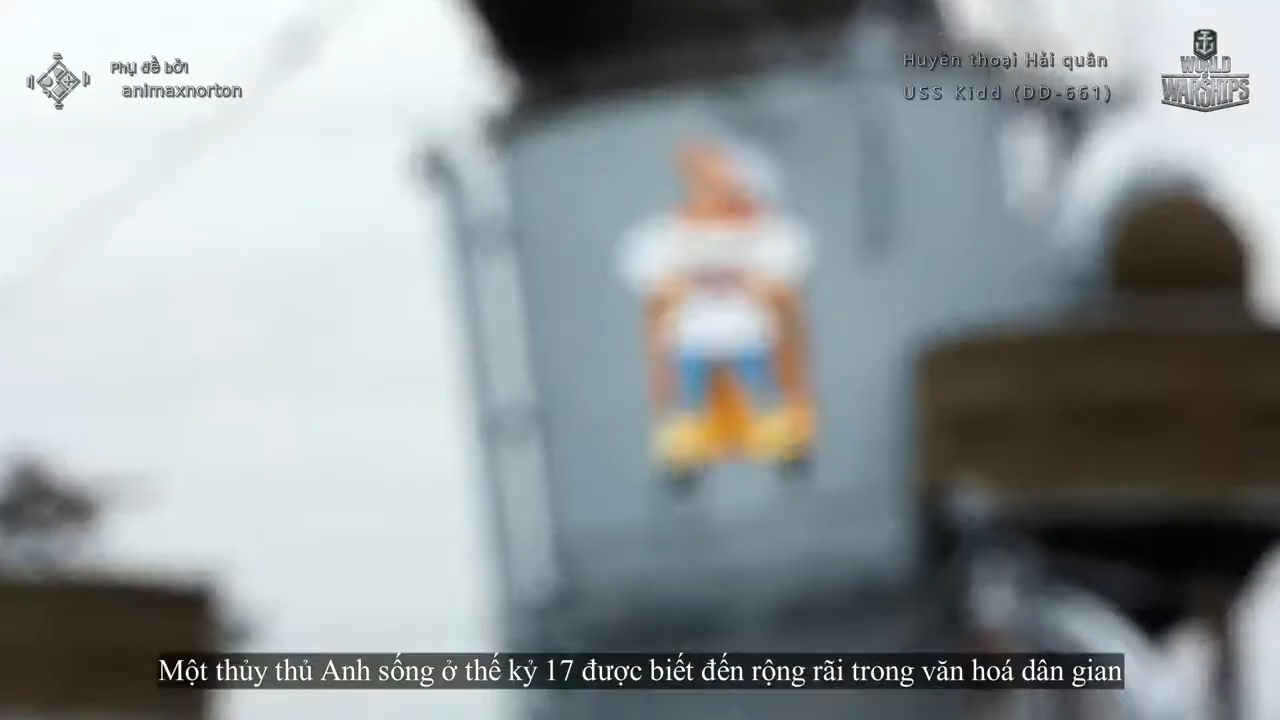 Phụ đề bởi
animaxnorton
Huyền thoại Hải quân
USS Kidd (DD-661)
WORLD
OF
WARSHIPS
Một thủy thủ Anh sống ở thế kỷ 17 được biết đến rộng rãi trong văn hoá dân gian